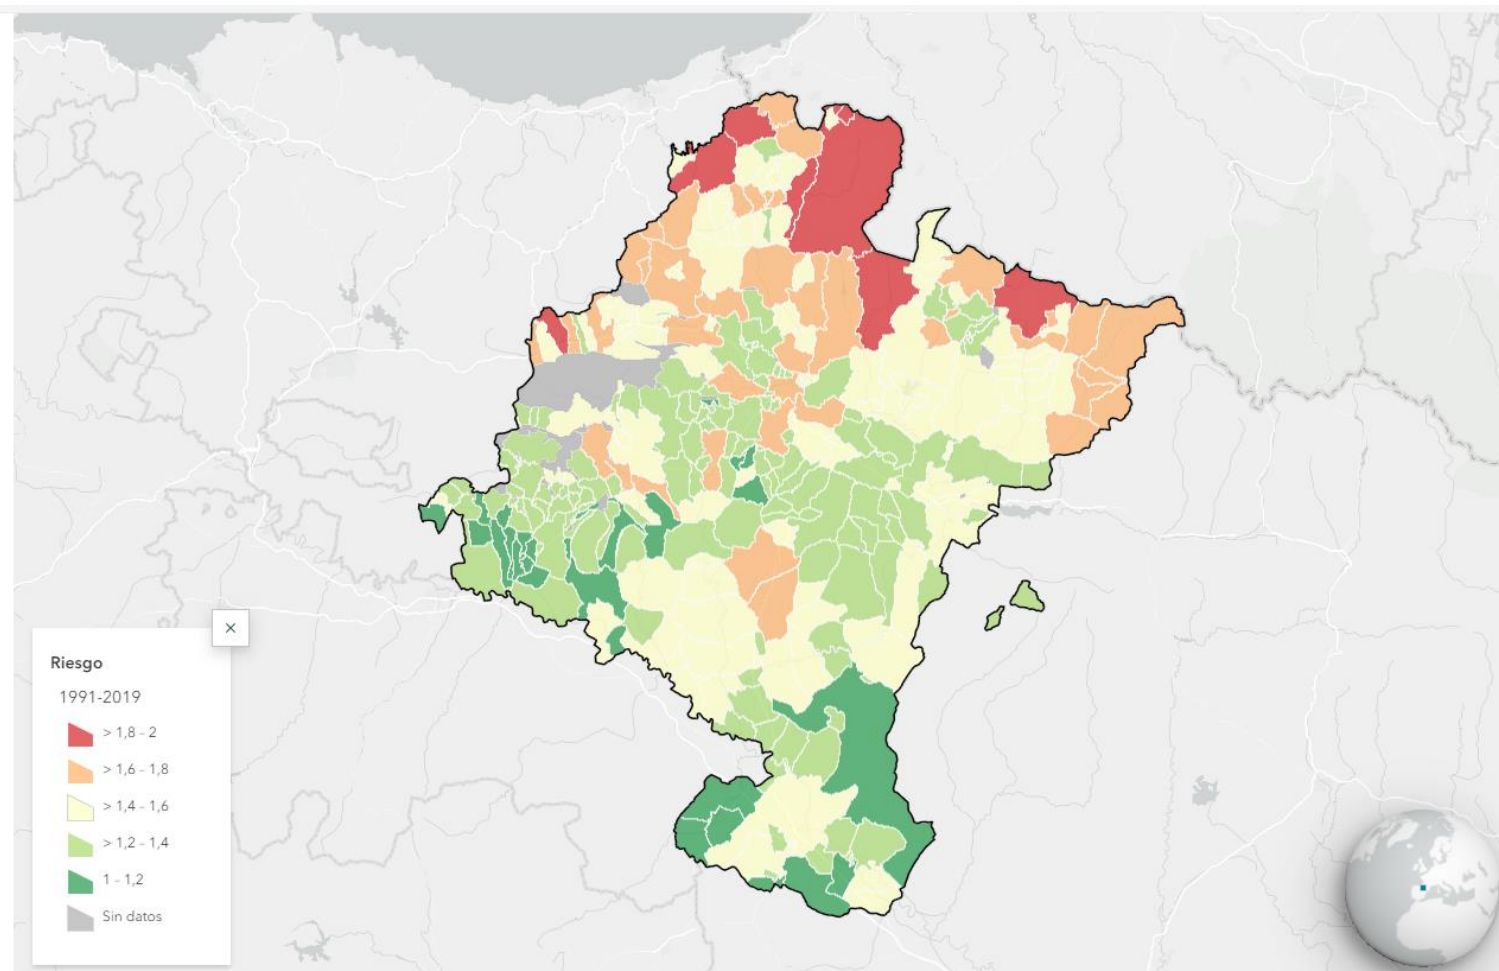 ×
Riesgo
1991-2019
> 1,8 - 2
> 1,6 - 1,8
> 1,4 - 1,6
> 1,2 - 1,4
1 - 1,2
Sin datos